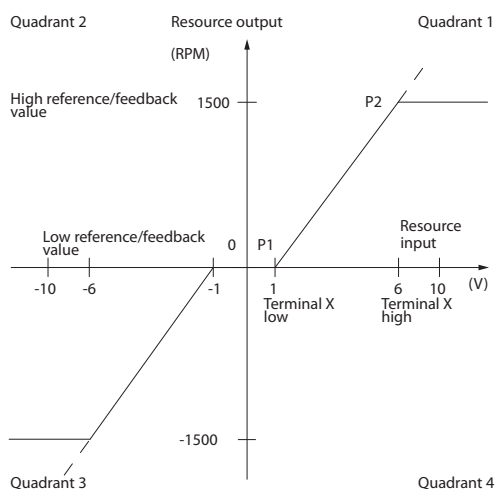 Quadrant 2
Resource output
Quadrant 1
(RPM)
High reference/feedback
value
1500
P2
Low reference/feedback
value
0
P1
Resource
input
-10
-6
-1
1
6
10
(V)
Terminal X
low
Terminal X
high
-1500
Quadrant 3
Quadrant 4